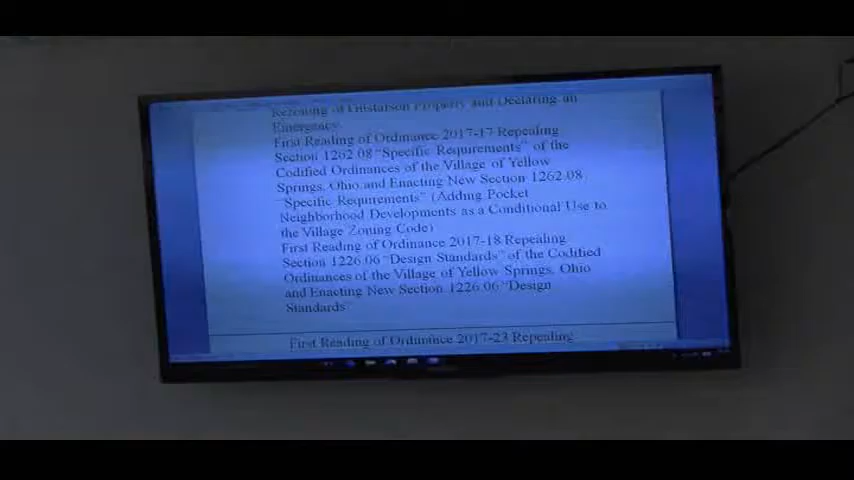 Rezoning of Gustafson Property and Declaring an
Emergency.
First Reading of Ordinance 2017-17 Repealing
Section 1262.08 "Specific Requirements" of the
Codified Ordinances of the Village of Yellow
Springs, Ohio and Enacting New Section 1262.08
"Specific Requirements" (Adding Pocket
Neighborhood Developments as a Conditional Use to
the Village Zoning Code)
First Reading of Ordinance 2017-18 Repealing
Section 1226.06 "Design Standards" of the Codified
Ordinances of the Village of Yellow Springs, Ohio
and Enacting New Section 1226.06 "Design
Standards"
First Reading of Ordinance 2017-23 Repealing